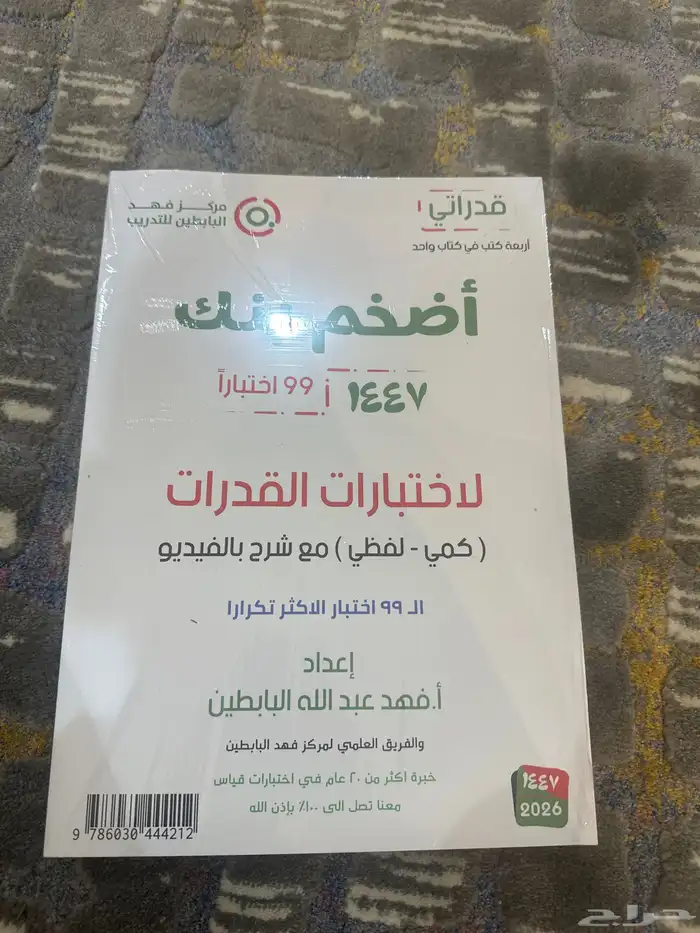 مركز فهد
البابطين للتدريب
قدراتي
أربعة كتب في كتاب واحد
أضخم بنك
١٤٤٧ 99 اختباراً
لاختبارات القدرات
( كمي - لفظي ) مع شرح بالفيديو
الـ ٩٩ اختبار الاكثر تكرارا
إعداد
أ.فهد عبد الله البابطين
والفريق العلمي لمركز فهد البابطين
خبرة اكثر من ٢٠ عام في اختبارات قياس
معنا تصل الى ١٠٠٪ بإذن الله
١٤٤٧
2026
9 786030 444212
حراج